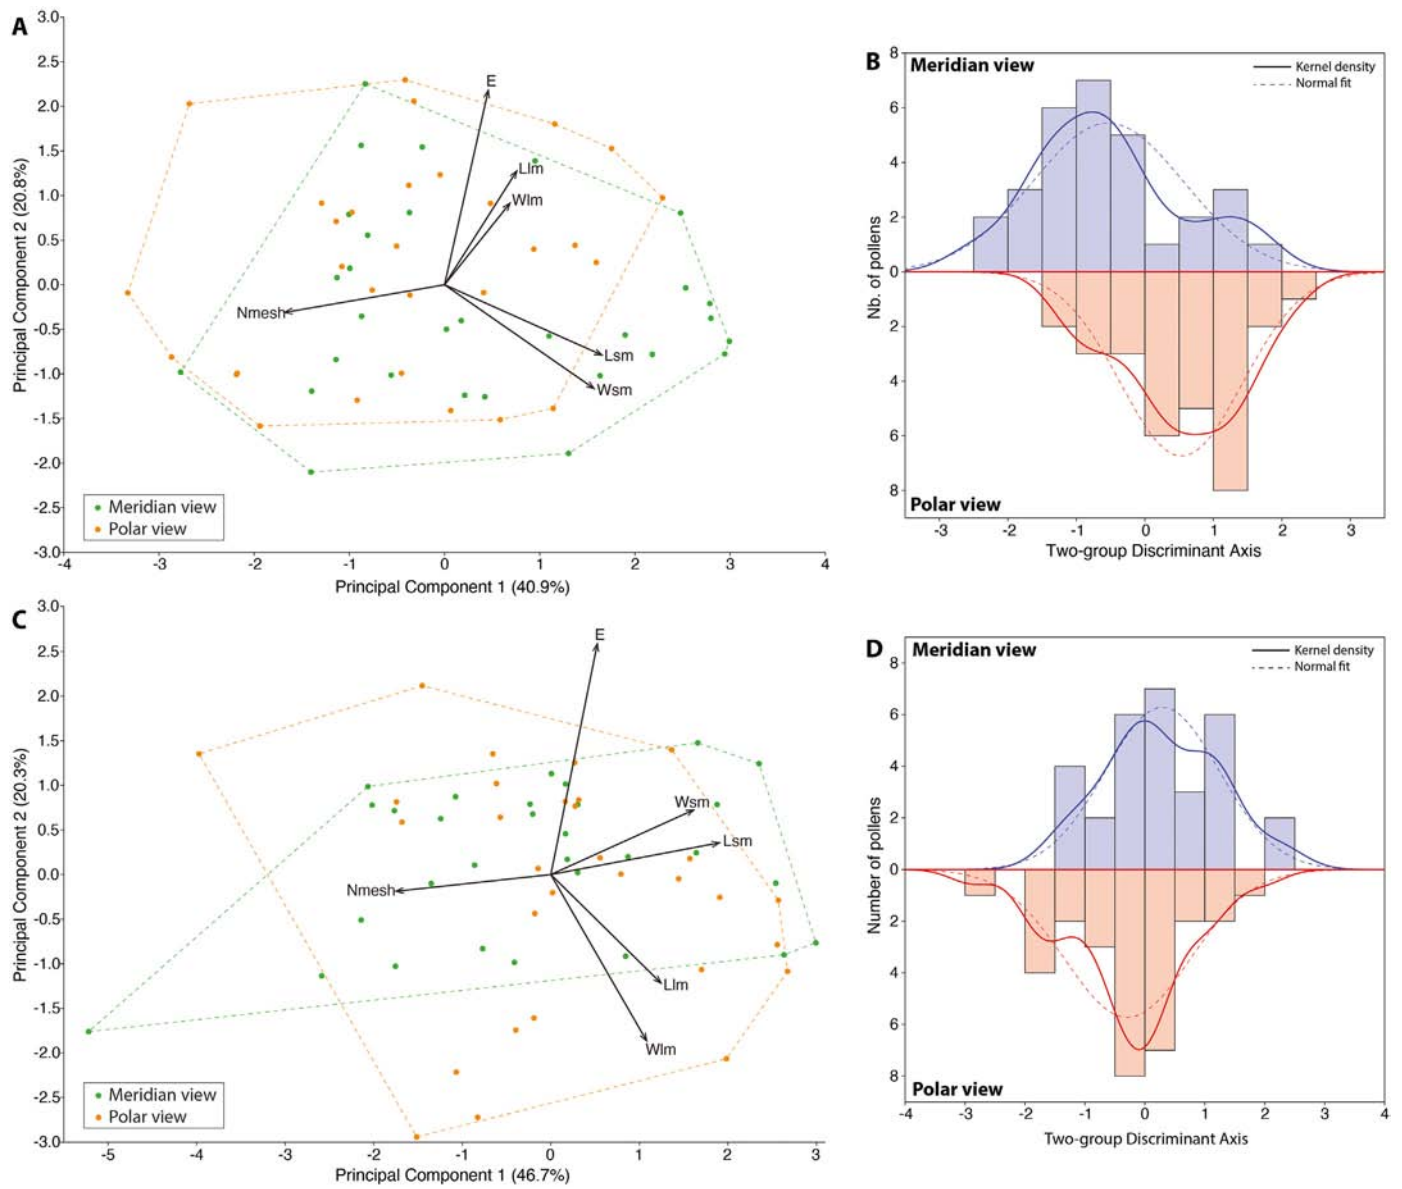 A
3.0
2.5
2.0
1.5
1.0
0.5
0.0
-0.5
-1.0
-1.5
-2.0
-2.5
-3.0
Principal Component 2 (20.8%)
E
Llm
Wlm
Nmesh
Lsm
Wsm
Meridian view
Polar view
-4 -3 -2 -1 0 1 2 3 4
Principal Component 1 (40.9%)
B
Meridian view
Kernel density
Normal fit
8
6
4
2
0
2
4
6
8
Nb. of pollens
Polar view
-3 -2 -1 0 1 2 3
Two-group Discriminant Axis
C
3.0
2.5
2.0
1.5
1.0
0.5
0.0
-0.5
-1.0
-1.5
-2.0
-2.5
-3.0
Principal Component 2 (20.3%)
E
Wsm
Lsm
Nmesh
Llm
Wlm
Meridian view
Polar view
-5 -4 -3 -2 -1 0 1 2 3
Principal Component 1 (46.7%)
D
Meridian view
Kernel density
Normal fit
8
6
4
2
0
2
4
6
8
Number of pollens
Polar view
-4 -3 -2 -1 0 1 2 3 4
Two-group Discriminant Axis